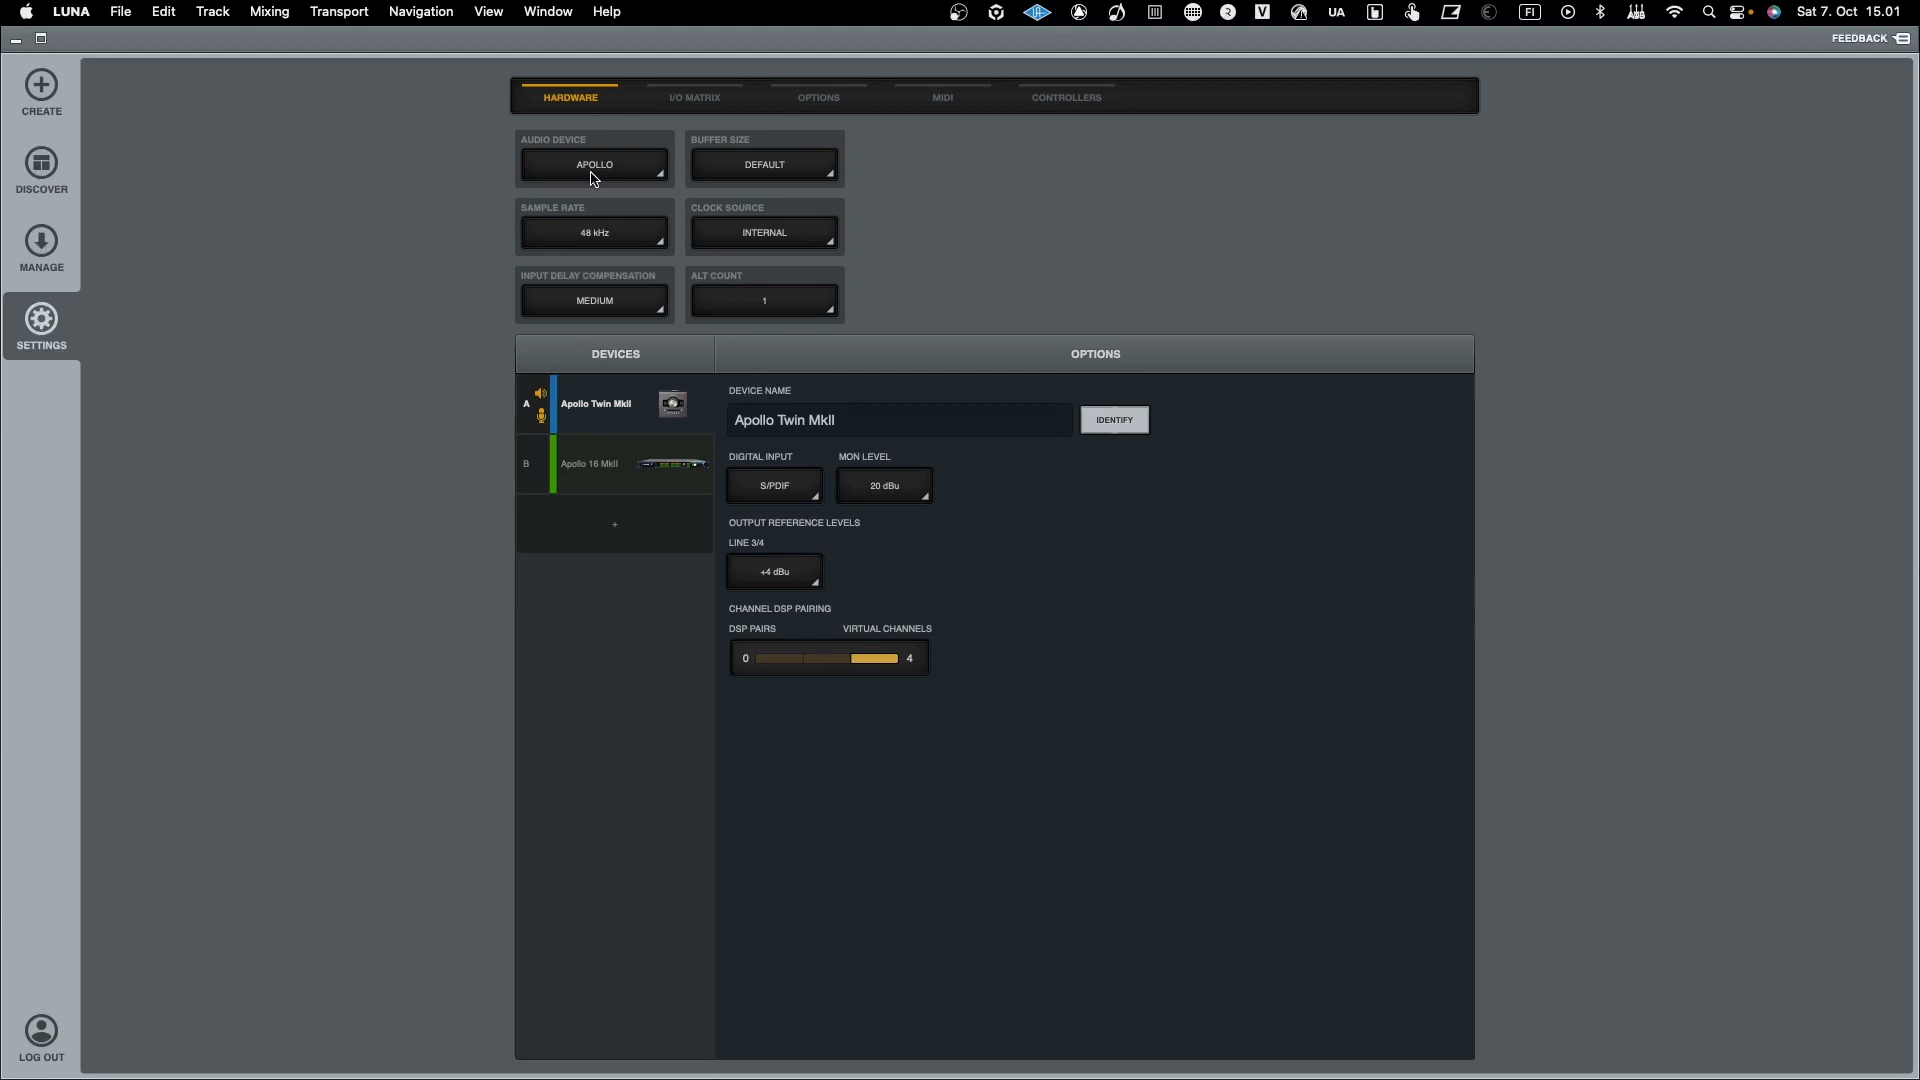 LUNA File Edit Track Mixing Transport Navigation View Window Help UA FI Sat 7. Oct 15.01
FEEDBACK
CREATE
DISCOVER
MANAGE
SETTINGS
LOG OUT
HARDWARE I/O MATRIX OPTIONS MIDI CONTROLLERS
AUDIO DEVICE BUFFER SIZE
APOLLO DEFAULT
SAMPLE RATE CLOCK SOURCE
48 kHz INTERNAL
INPUT DELAY COMPENSATION ALT COUNT
MEDIUM 1
DEVICES OPTIONS
A Apollo Twin MkII
B Apollo 16 MkII
+
DEVICE NAME
Apollo Twin MkII IDENTIFY
DIGITAL INPUT MON LEVEL
S/PDIF 20 dBu
OUTPUT REFERENCE LEVELS
LINE 3/4
+4 dBu
CHANNEL DSP PAIRING
DSP PAIRS VIRTUAL CHANNELS
0 4